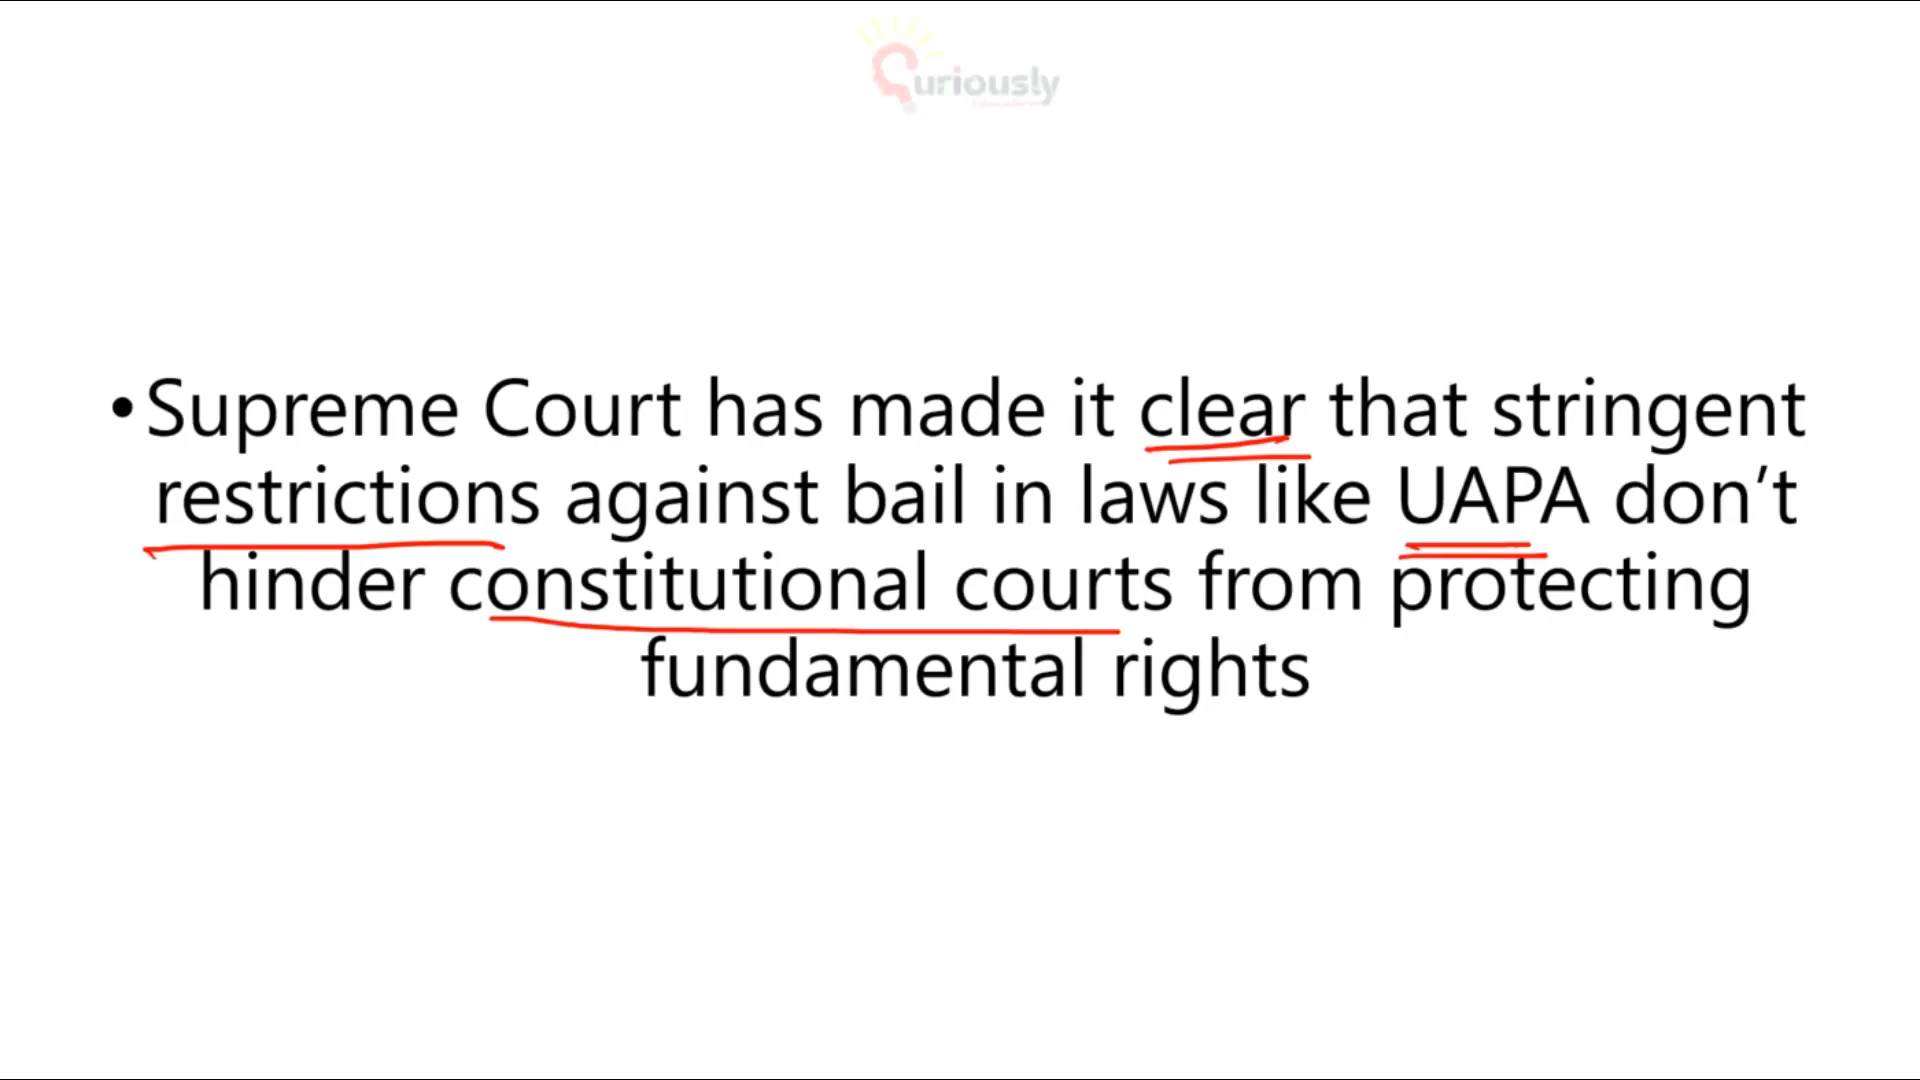 Curiously
•Supreme Court has made it clear that stringent
restrictions against bail in laws like UAPA don’t
hinder constitutional courts from protecting
fundamental rights